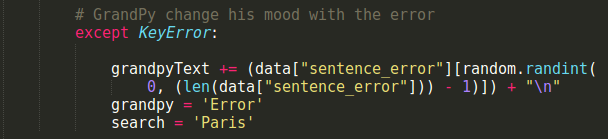 # GrandPy change his mood with the error
except KeyError:
grandpyText += (data["sentence_error"][random.randint(
0, (len(data["sentence_error"])) - 1)]) + "\n"
grandpy = 'Error'
search = 'Paris'